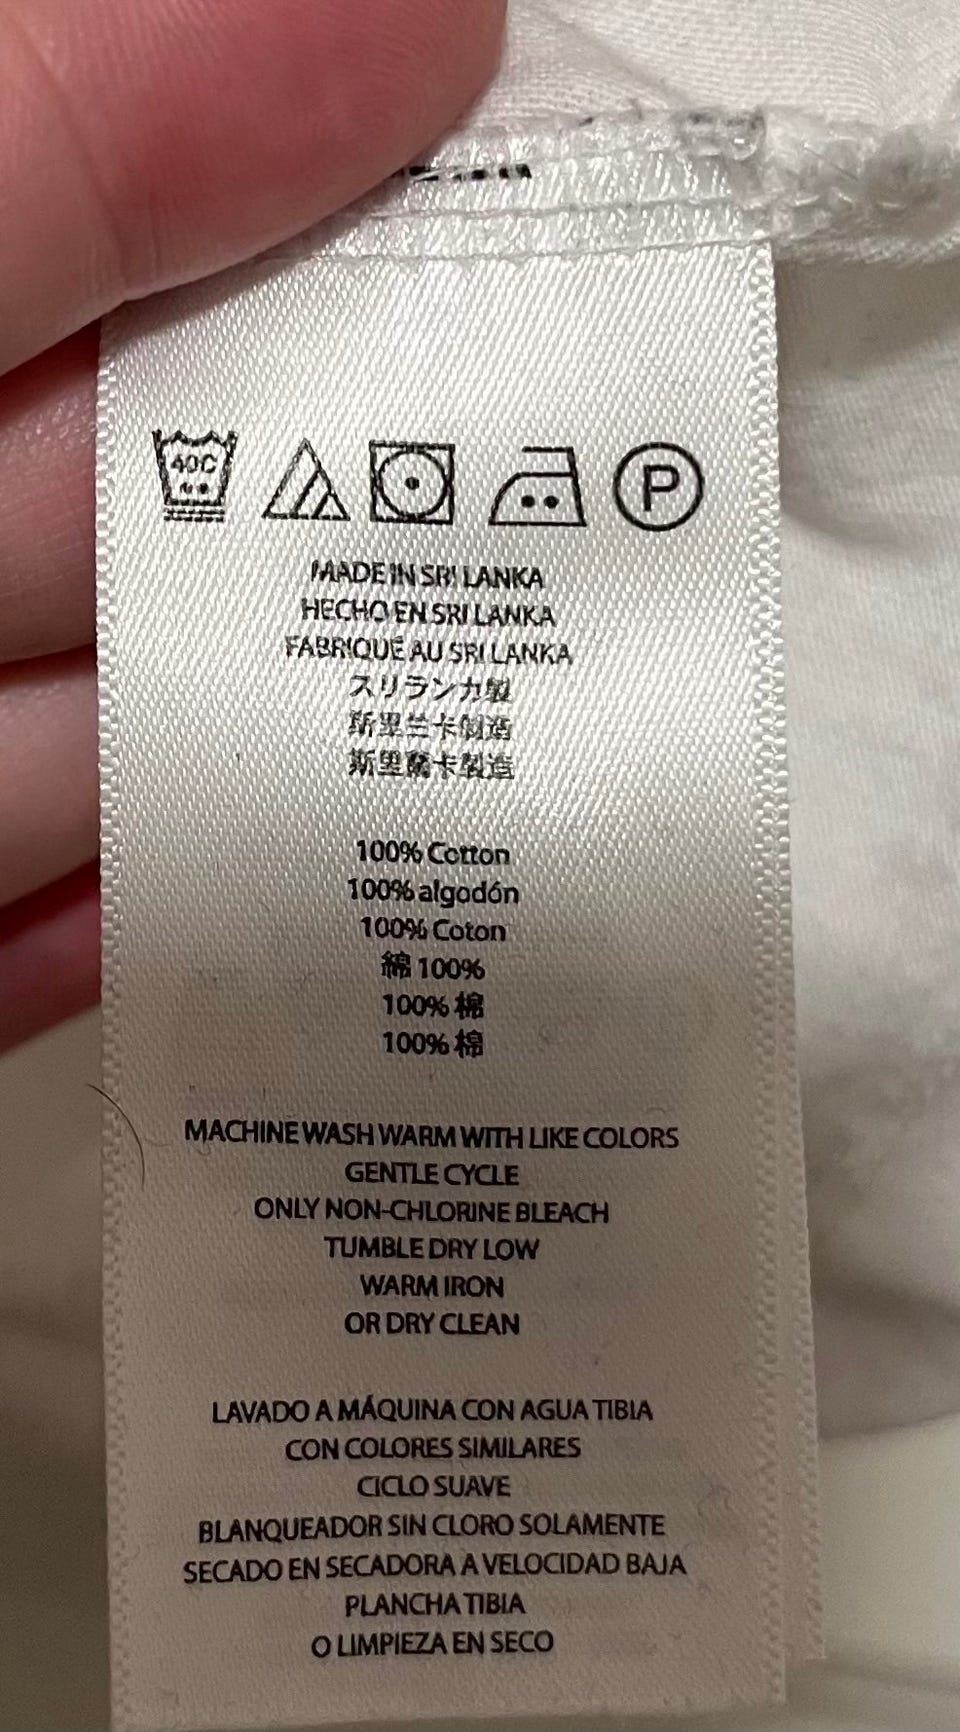 40C
P
MADE IN SRI LANKA
HECHO EN SRI LANKA
FABRIQUÉ AU SRI LANKA
スリランカ製
斯里兰卡制造
斯里蘭卡製造
100% Cotton
100% algodón
100% Coton
綿 100%
100% 棉
100% 棉
MACHINE WASH WARM WITH LIKE COLORS
GENTLE CYCLE
ONLY NON-CHLORINE BLEACH
TUMBLE DRY LOW
WARM IRON
OR DRY CLEAN
LAVADO A MÁQUINA CON AGUA TIBIA
CON COLORES SIMILARES
CICLO SUAVE
BLANQUEADOR SIN CLORO SOLAMENTE
SECADO EN SECADORA A VELOCIDAD BAJA
PLANCHA TIBIA
O LIMPIEZA EN SECO